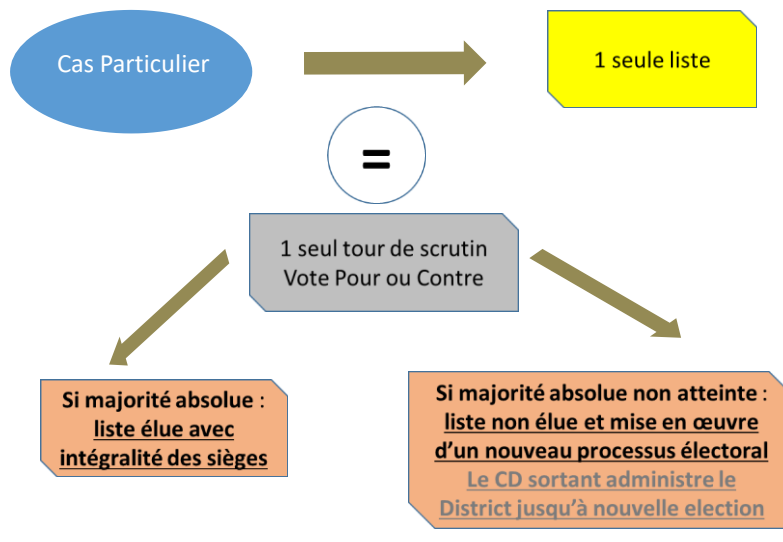 Cas Particulier
1 seule liste
=
1 seul tour de scrutin
Vote Pour ou Contre
Si majorité absolue :
liste élue avec
intégralité des sièges
Si majorité absolue non atteinte :
liste non élue et mise en œuvre
d’un nouveau processus électoral
Le CD sortant administre le
District jusqu’à nouvelle election